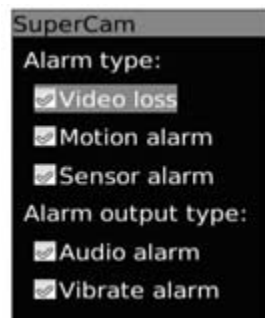 SuperCam
Alarm type:
Video loss
Motion alarm
Sensor alarm
Alarm output type:
Audio alarm
Vibrate alarm